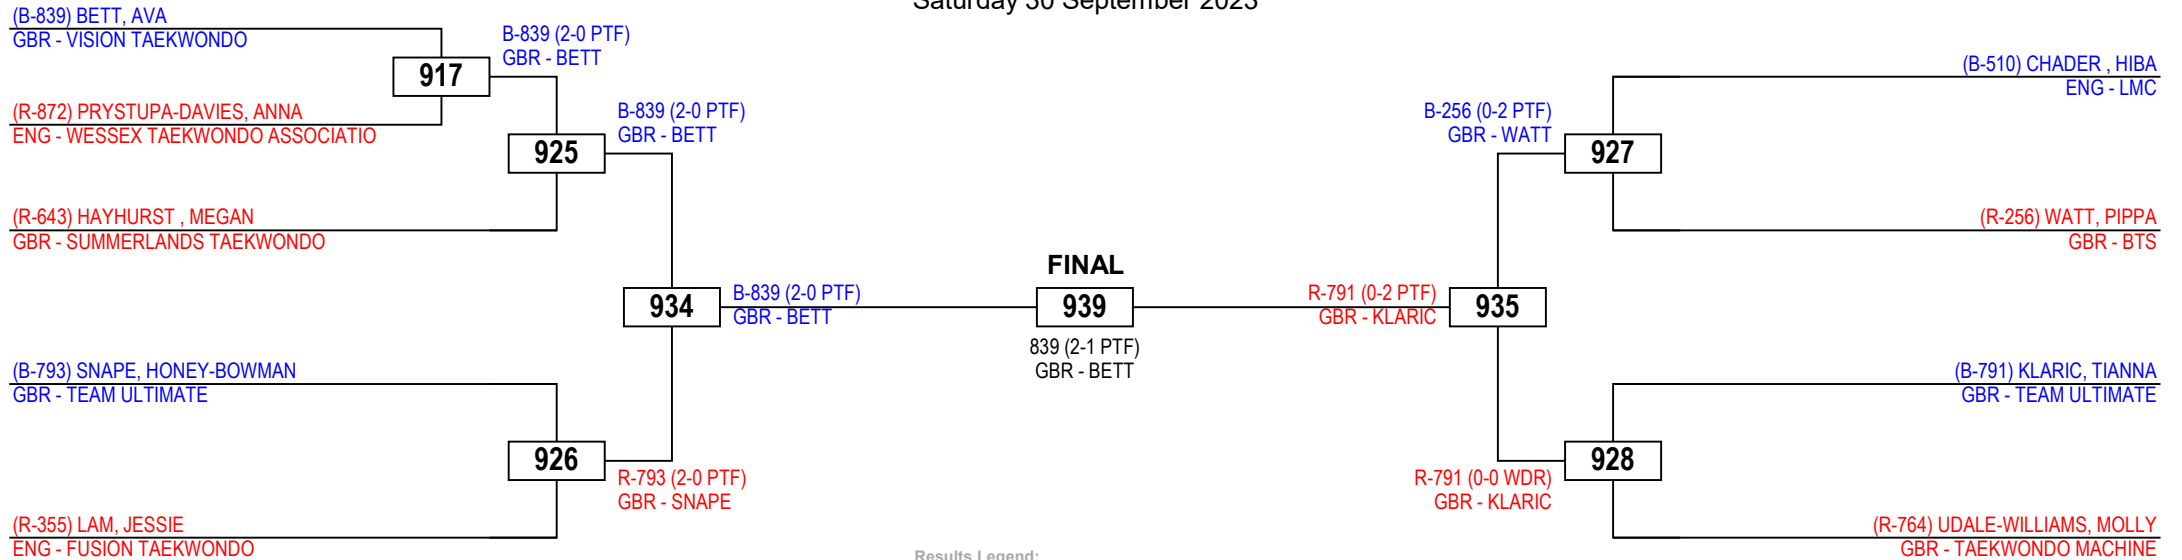 Saturday 30 September 2023
(B-839) BETT, AVA
GBR - VISION TAEKWONDO
917
B-839 (2-0 PTF)
GBR - BETT
(R-872) PRYSTUPA-DAVIES, ANNA
ENG - WESSEX TAEKWONDO ASSOCIATIO
925
B-839 (2-0 PTF)
GBR - BETT
(R-643) HAYHURST , MEGAN
GBR - SUMMERLANDS TAEKWONDO
934
B-839 (2-0 PTF)
GBR - BETT
(B-793) SNAPE, HONEY-BOWMAN
GBR - TEAM ULTIMATE
926
R-793 (2-0 PTF)
GBR - SNAPE
(R-355) LAM, JESSIE
ENG - FUSION TAEKWONDO
FINAL
939
839 (2-1 PTF)
GBR - BETT
(B-510) CHADER , HIBA
ENG - LMC
B-256 (0-2 PTF)
GBR - WATT
927
(R-256) WATT, PIPPA
GBR - BTS
R-791 (0-2 PTF)
GBR - KLARIC
935
(B-791) KLARIC, TIANNA
GBR - TEAM ULTIMATE
928
R-791 (0-0 WDR)
GBR - KLARIC
(R-764) UDALE-WILLIAMS, MOLLY
GBR - TAEKWONDO MACHINE
Results Legend: